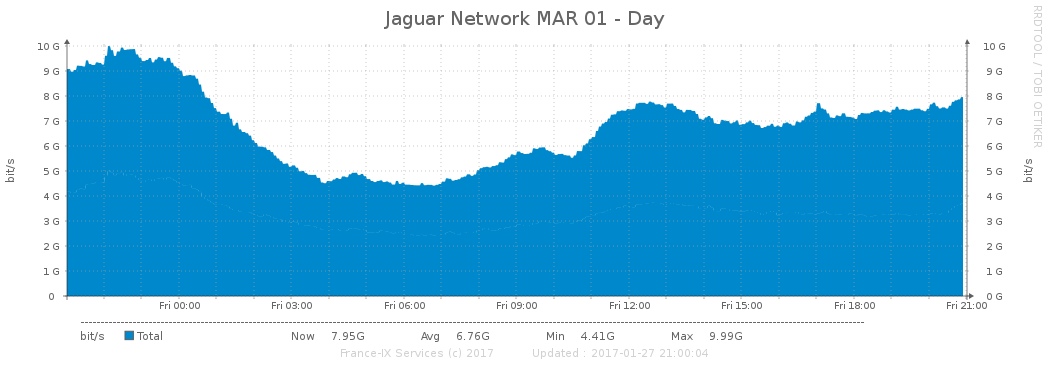 Jaguar Network MAR 01 - Day
RRDTOOL / TOBI OETIKER
bit/s
bit/s
10 G 10 G
9 G 9 G
8 G 8 G
7 G 7 G
6 G 6 G
5 G 5 G
4 G 4 G
3 G 3 G
2 G 2 G
1 G 1 G
0 0 G
Fri 00:00 Fri 03:00 Fri 06:00 Fri 09:00 Fri 12:00 Fri 15:00 Fri 18:00 Fri 21:00
bit/s Total Now 7.95G Avg 6.76G Min 4.41G Max 9.99G
France-IX Services (c) 2017 Updated : 2017-01-27 21:00:04